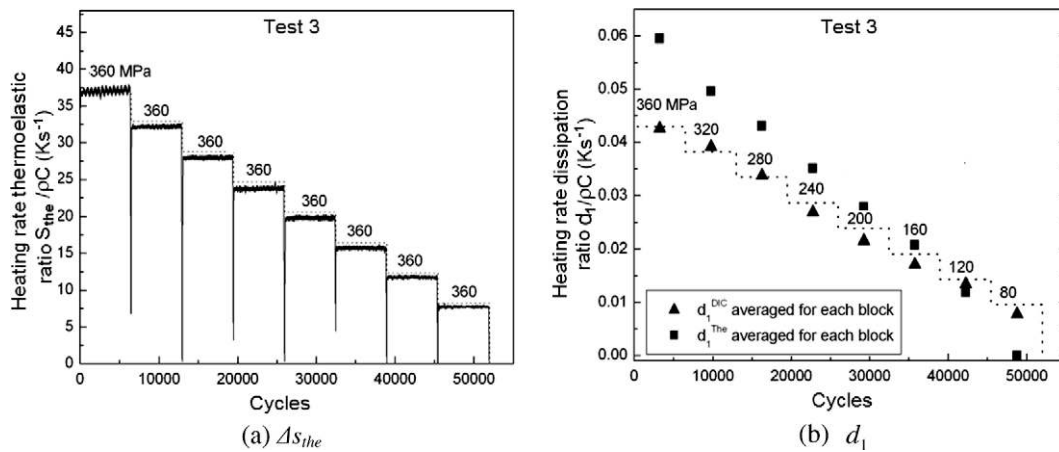 Test 3
Heating rate thermoelastic
ratio S_the /ρC (Ks⁻¹)
45
40
35
30
25
20
15
10
5
0
360 MPa
360
360
360
360
360
360
360
0 10000 20000 30000 40000 50000
Cycles
(a) Δs_the
Test 3
Heating rate dissipation
ratio d₁/ρC (Ks⁻¹)
0.06
0.05
0.04
0.03
0.02
0.01
0.00
360 MPa
320
280
240
200
160
120
80
▲ d₁^DIC averaged for each block
■ d₁^The averaged for each block
0 10000 20000 30000 40000 50000
Cycles
(b) d₁